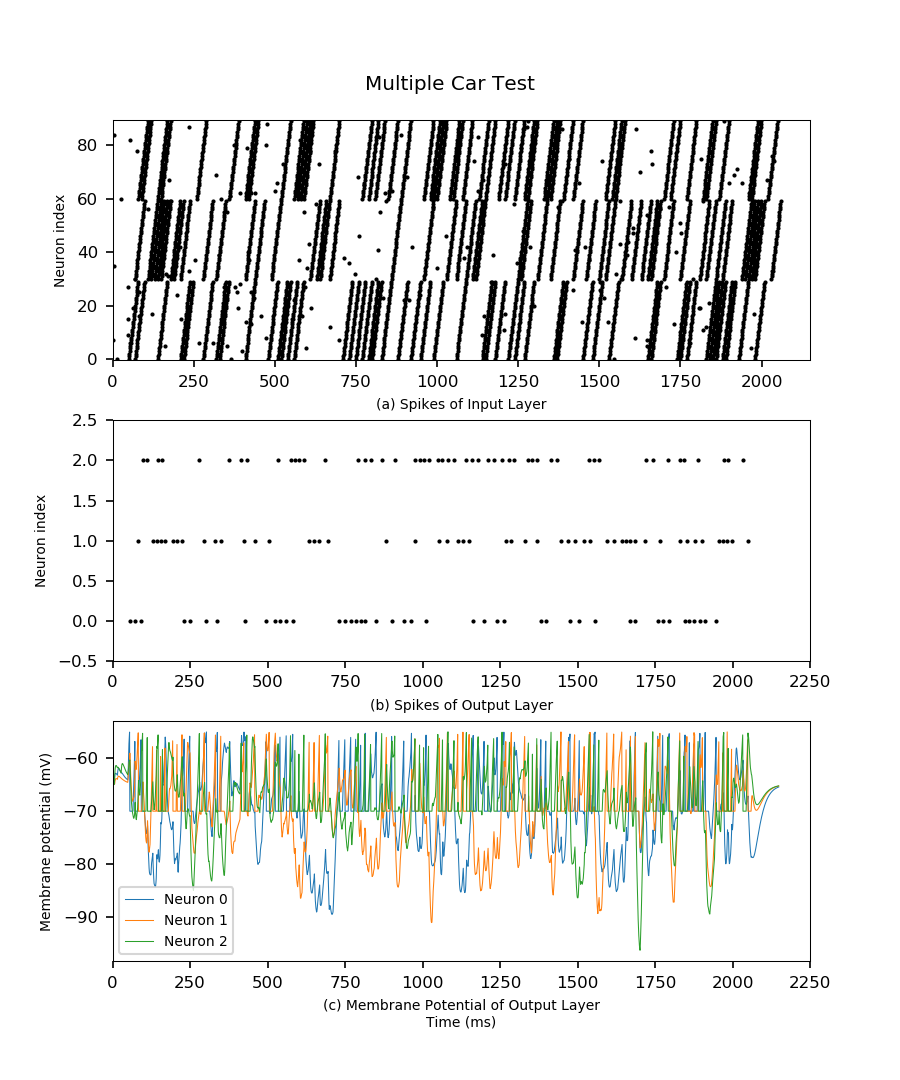 Multiple Car Test
80
60
40
20
0
Neuron index
0 250 500 750 1000 1250 1500 1750 2000
(a) Spikes of Input Layer
2.5
2.0
1.5
1.0
0.5
0.0
−0.5
Neuron index
0 250 500 750 1000 1250 1500 1750 2000 2250
(b) Spikes of Output Layer
−60
−70
−80
−90
Membrane potential (mV)
Neuron 0
Neuron 1
Neuron 2
0 250 500 750 1000 1250 1500 1750 2000 2250
(c) Membrane Potential of Output Layer
Time (ms)